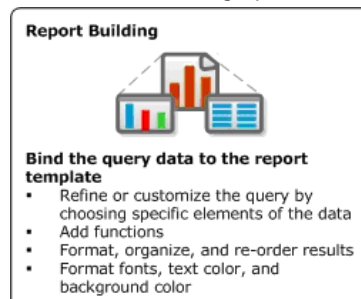 Report Building
Bind the query data to the report
template
▪ Refine or customize the query by
choosing specific elements of the data
▪ Add functions
▪ Format, organize, and re-order results
▪ Format fonts, text color, and
background color